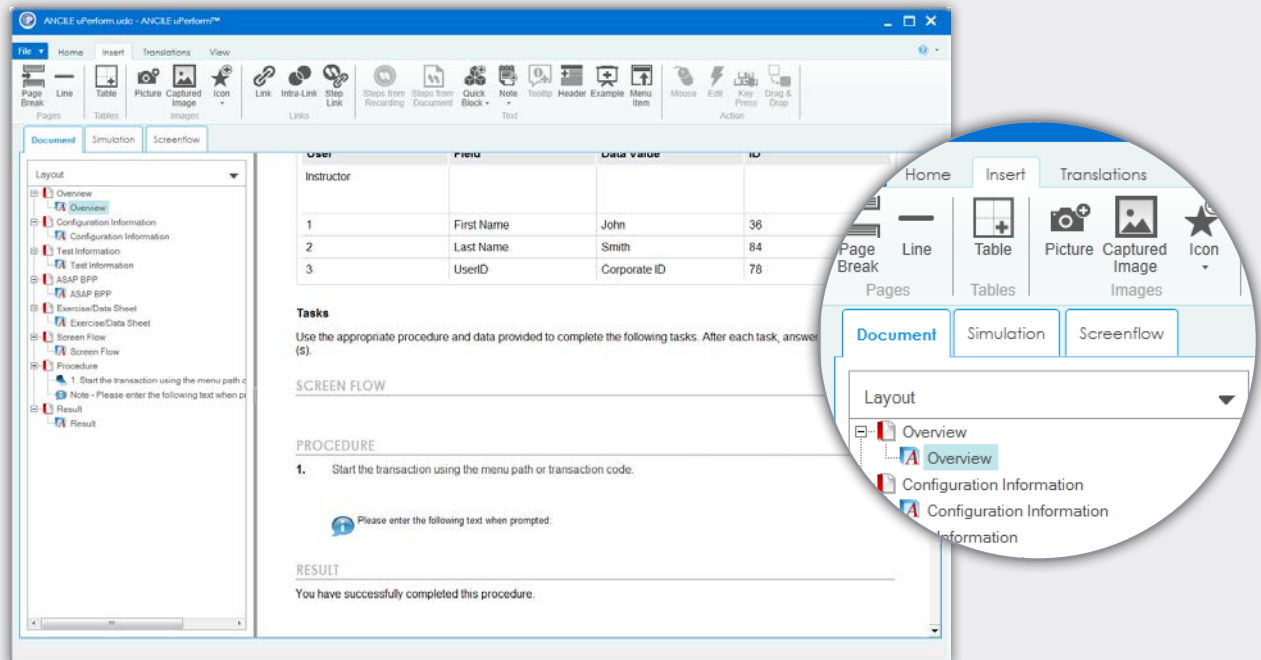 ANCILE uPerform.udc - ANCILE uPerform™
File Home Insert Translations View
Page Break Line Table Picture Captured Image Icon Link Intra-Link Step Link Steps from Recording Steps from Document Quick Block Note Tooltip Header Example Menu Item Mouse Edit Key Press Drag & Drop
Pages Tables Images Links Text Action
Document Simulation Screenflow
Layout
Overview
Overview
Configuration Information
Configuration Information
Test Information
Test Information
ASAP BPP
ASAP BPP
Exercise/Data Sheet
Exercise/Data Sheet
Screen Flow
Screen Flow
Procedure
1. Start the transaction using the menu path
Note - Please enter the following text when
Result
Result
User Field Data Value ID
Instructor
1 First Name John 36
2 Last Name Smith 84
3 UserID Corporate ID 78
Tasks
Use the appropriate procedure and data provided to complete the following tasks. After each task, answer
(s).
SCREEN FLOW
PROCEDURE
1. Start the transaction using the menu path or transaction code.
Please enter the following text when prompted:
RESULT
You have successfully completed this procedure.
Home Insert Translations
Page Break Line Table Picture Captured Image Icon
Pages Tables Images
Document Simulation Screenflow
Layout
Overview
Overview
Configuration Information
Configuration Information
Information